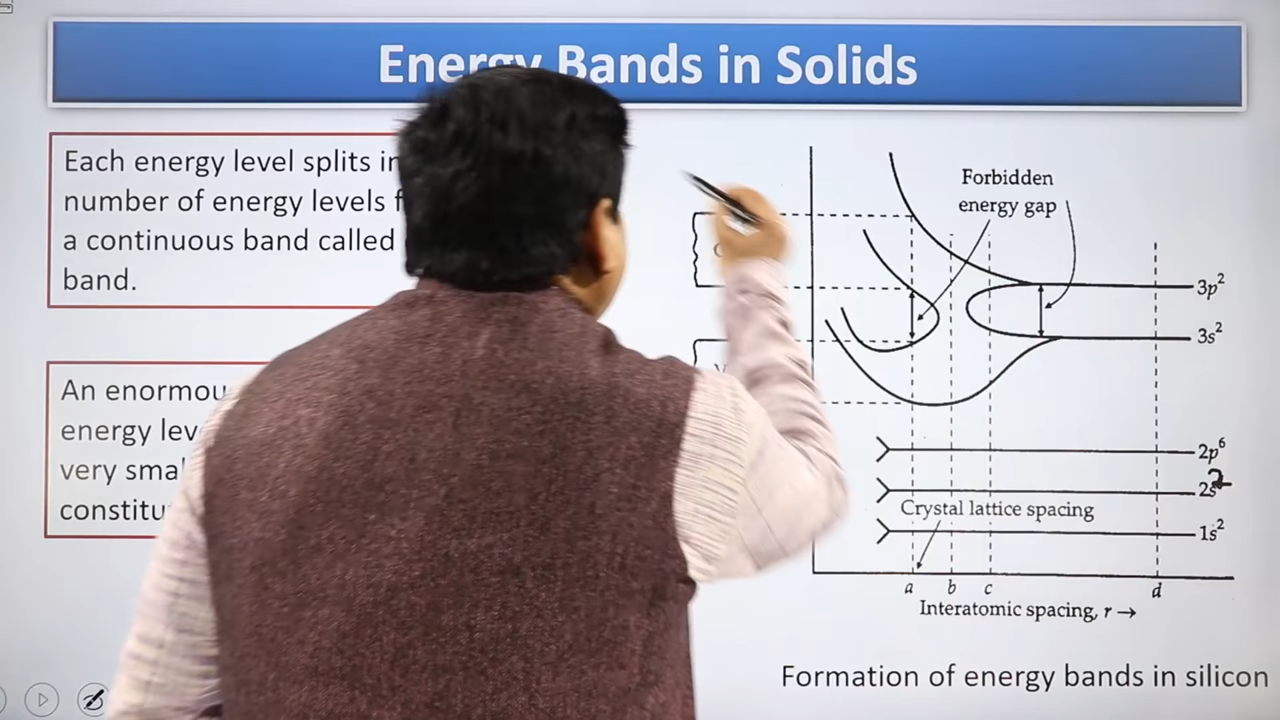 Energy Bands in Solids
Each energy level splits in
number of energy levels f
a continuous band called
band.
An enormou
energy lev
very smal
constitu
Forbidden
energy gap
3p²
3s²
2p⁶
2s²
Crystal lattice spacing
1s²
a b c d
Interatomic spacing, r →
Formation of energy bands in silicon